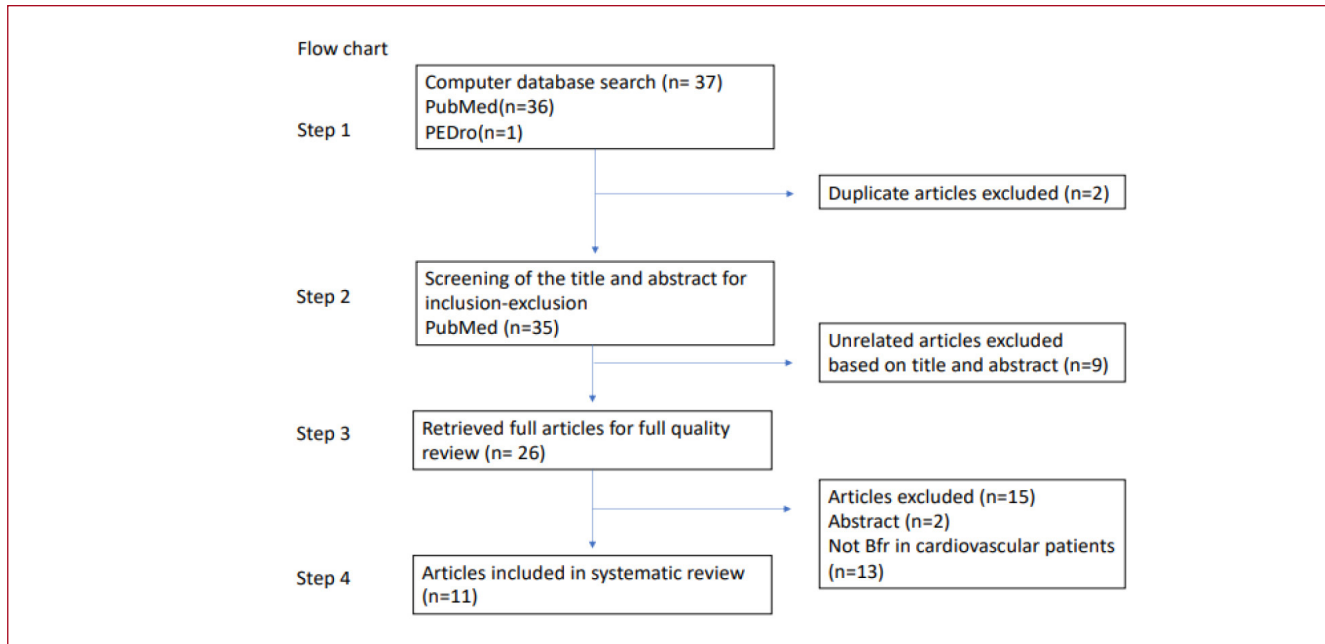 Flow chart
Computer database search (n= 37)
PubMed(n=36)
Step 1
PEDro(n=1)
Duplicate articles excluded (n=2)
Screening of the title and abstract for
Step 2
inclusion-exclusion
PubMed (n=35)
Unrelated articles excluded
based on title and abstract (n=9)
Step 3
Retrieved full articles for full quality
review (n= 26)
Articles excluded (n=15)
Abstract (n=2)
Not Bfr in cardiovascular patients
(n=13)
Step 4
Articles included in systematic review
(n=11)